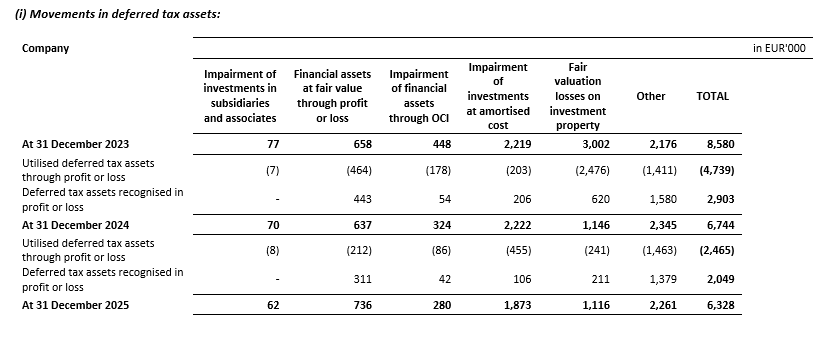 (i) Movements in deferred tax assets:
Company
in EUR'000
Impairment of investments in subsidiaries and associates
Financial assets at fair value through profit or loss
Impairment of financial assets through OCI
Impairment of investments at amortised cost
Fair valuation losses on investment property
Other
TOTAL
At 31 December 2023 77 658 448 2,219 3,002 2,176 8,580
Utilised deferred tax assets through profit or loss (7) (464) (178) (203) (2,476) (1,411) (4,739)
Deferred tax assets recognised in profit or loss - 443 54 206 620 1,580 2,903
At 31 December 2024 70 637 324 2,222 1,146 2,345 6,744
Utilised deferred tax assets through profit or loss (8) (212) (86) (455) (241) (1,463) (2,465)
Deferred tax assets recognised in profit or loss - 311 42 106 211 1,379 2,049
At 31 December 2025 62 736 280 1,873 1,116 2,261 6,328